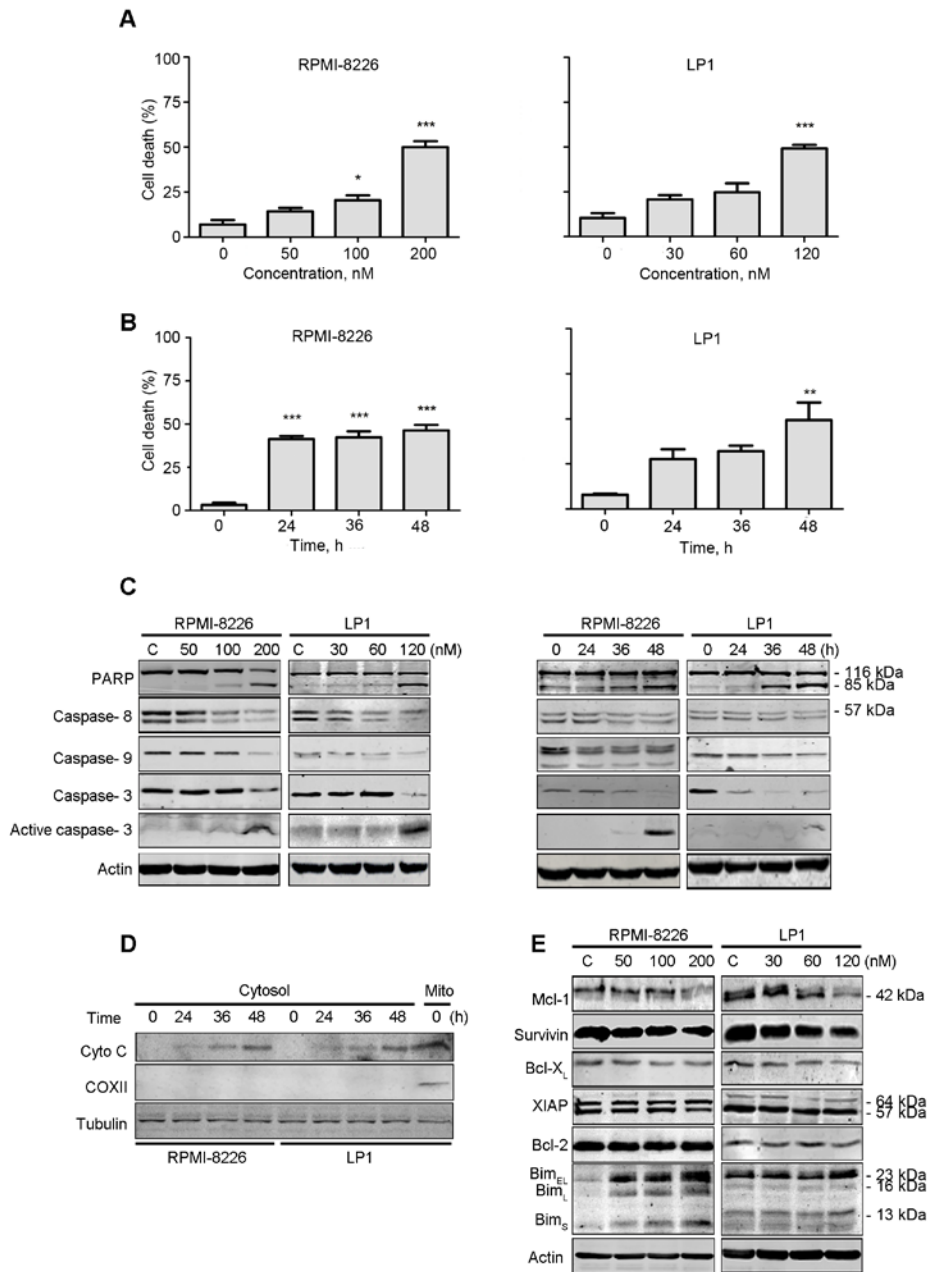 A
RPMI-8226
LP1
100
75
50
25
0
Cell death (%)
*
***
***
0 50 100 200
0 30 60 120
Concentration, nM
Concentration, nM
B
RPMI-8226
LP1
100
75
50
25
0
Cell death (%)
*** *** ***
**
0 24 36 48
0 24 36 48
Time, h
Time, h
C
RPMI-8226 LP1
C 50 100 200 C 30 60 120 (nM)
RPMI-8226 LP1
0 24 36 48 0 24 36 48 (h)
PARP
- 116 kDa
- 85 kDa
Caspase- 8
- 57 kDa
Caspase- 9
Caspase- 3
Active caspase- 3
Actin
D
Cytosol Mito
Time 0 24 36 48 0 24 36 48 0 (h)
Cyto C
COXII
Tubulin
RPMI-8226 LP1
E
RPMI-8226 LP1
C 50 100 200 C 30 60 120 (nM)
Mcl-1
- 42 kDa
Survivin
Bcl-XL
XIAP
- 64 kDa
- 57 kDa
Bcl-2
BimEL
- 23 kDa
BimL
- 16 kDa
BimS
- 13 kDa
Actin